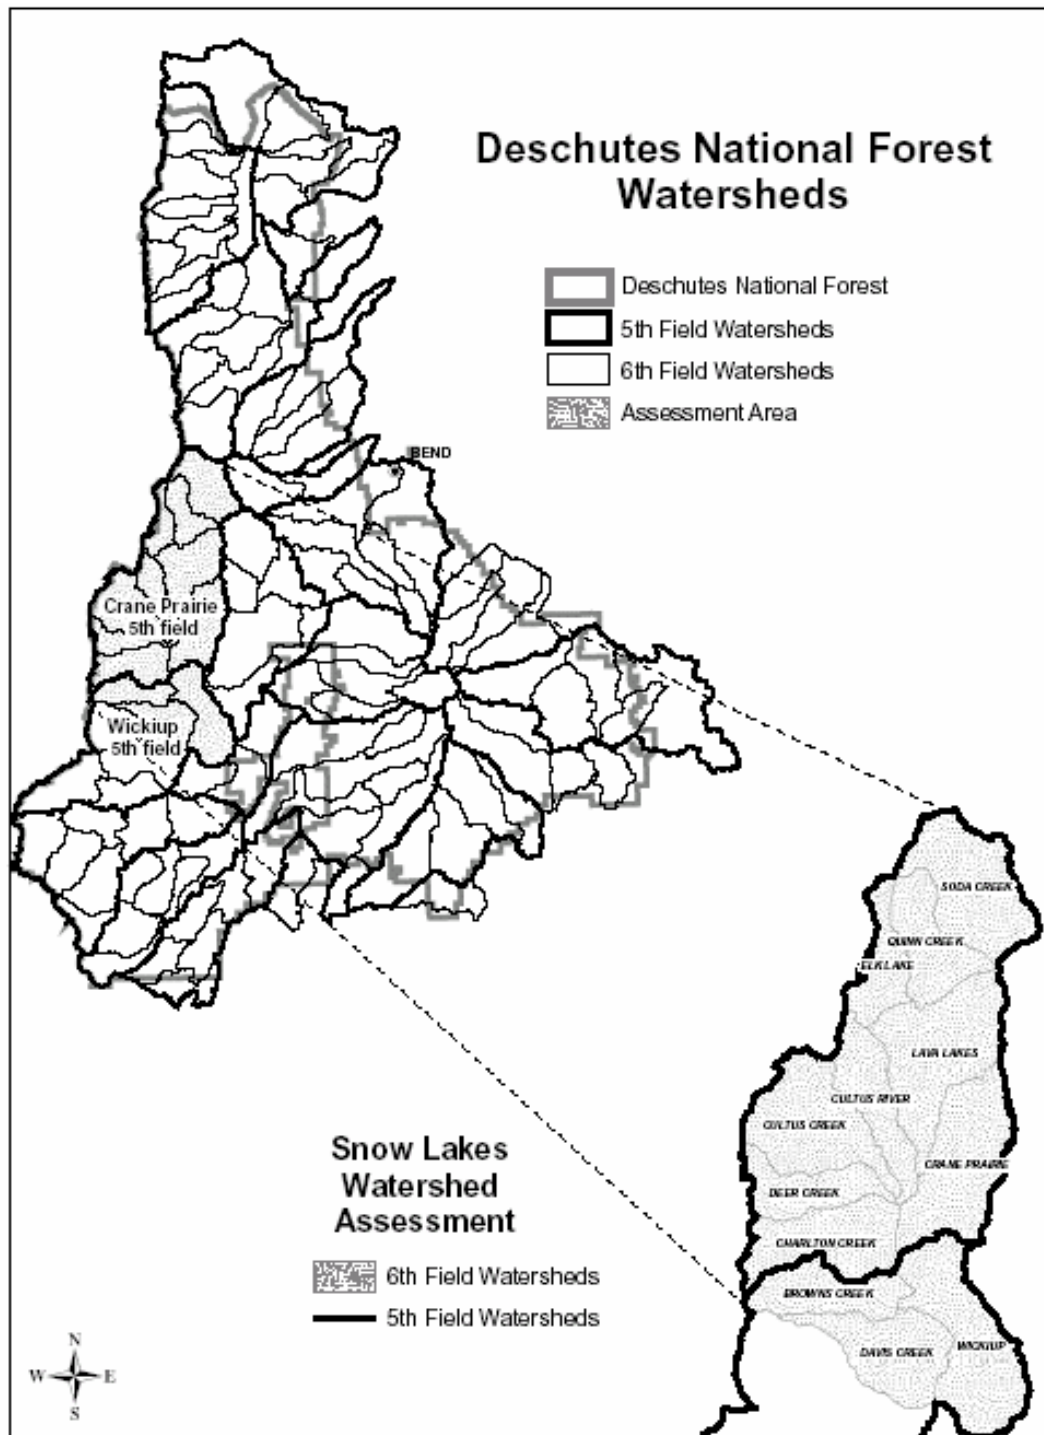 Deschutes National Forest
Watersheds
Deschutes National Forest
5th Field Watersheds
6th Field Watersheds
Assessment Area
BEND
Crane Prairie
5th field
Wickiup
5th field
SODA CREEK
QUINN CREEK
ELK LAKE
LAVA LAKES
CULTUS RIVER
CULTUS CREEK
CRANE PRAIRIE
DEER CREEK
CHARLTON CREEK
BROWNS CREEK
DAVIS CREEK
WICKIUP
Snow Lakes
Watershed
Assessment
6th Field Watersheds
5th Field Watersheds
N
W E
S